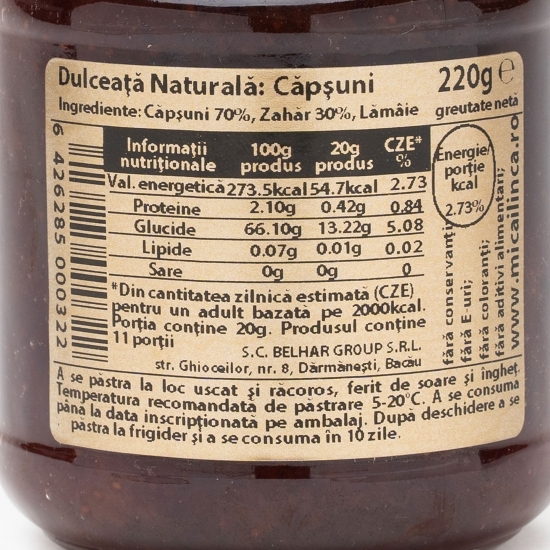 Dulceață Naturală: Căpșuni
220g ℮
Ingrediente: Căpșuni 70%, Zahăr 30%, Lămâie
greutate netă
Informații nutriționale 100g produs 20g produs CZE* %
Val. energetică 273.5kcal 54.7kcal 2.73
Proteine 2.10g 0.42g 0.84
Glucide 66.10g 13.22g 5.08
Lipide 0.07g 0.01g 0.02
Sare 0g 0g 0
*Din cantitatea zilnică estimată (CZE)
pentru un adult bazată pe 2000kcal.
Porția conține 20g. Produsul conține
11 porții
S.C. BELHAR GROUP S.R.L.
str. Ghioceilor, nr. 8, Dărmănești, Bacău
Energie/
porție
kcal
2.73%
fără conservanți;
fără E-uri;
fără coloranți;
fără aditivi alimentari;
www.micailinca.ro
6 426285 000322
A se păstra la loc uscat și răcoros, ferit de soare și îngheț.
Temperatura recomandată de păstrare 5-20°C. A se consuma
până la data inscripționată pe ambalaj. După deschidere a se
păstra la frigider și a se consuma în 10 zile.